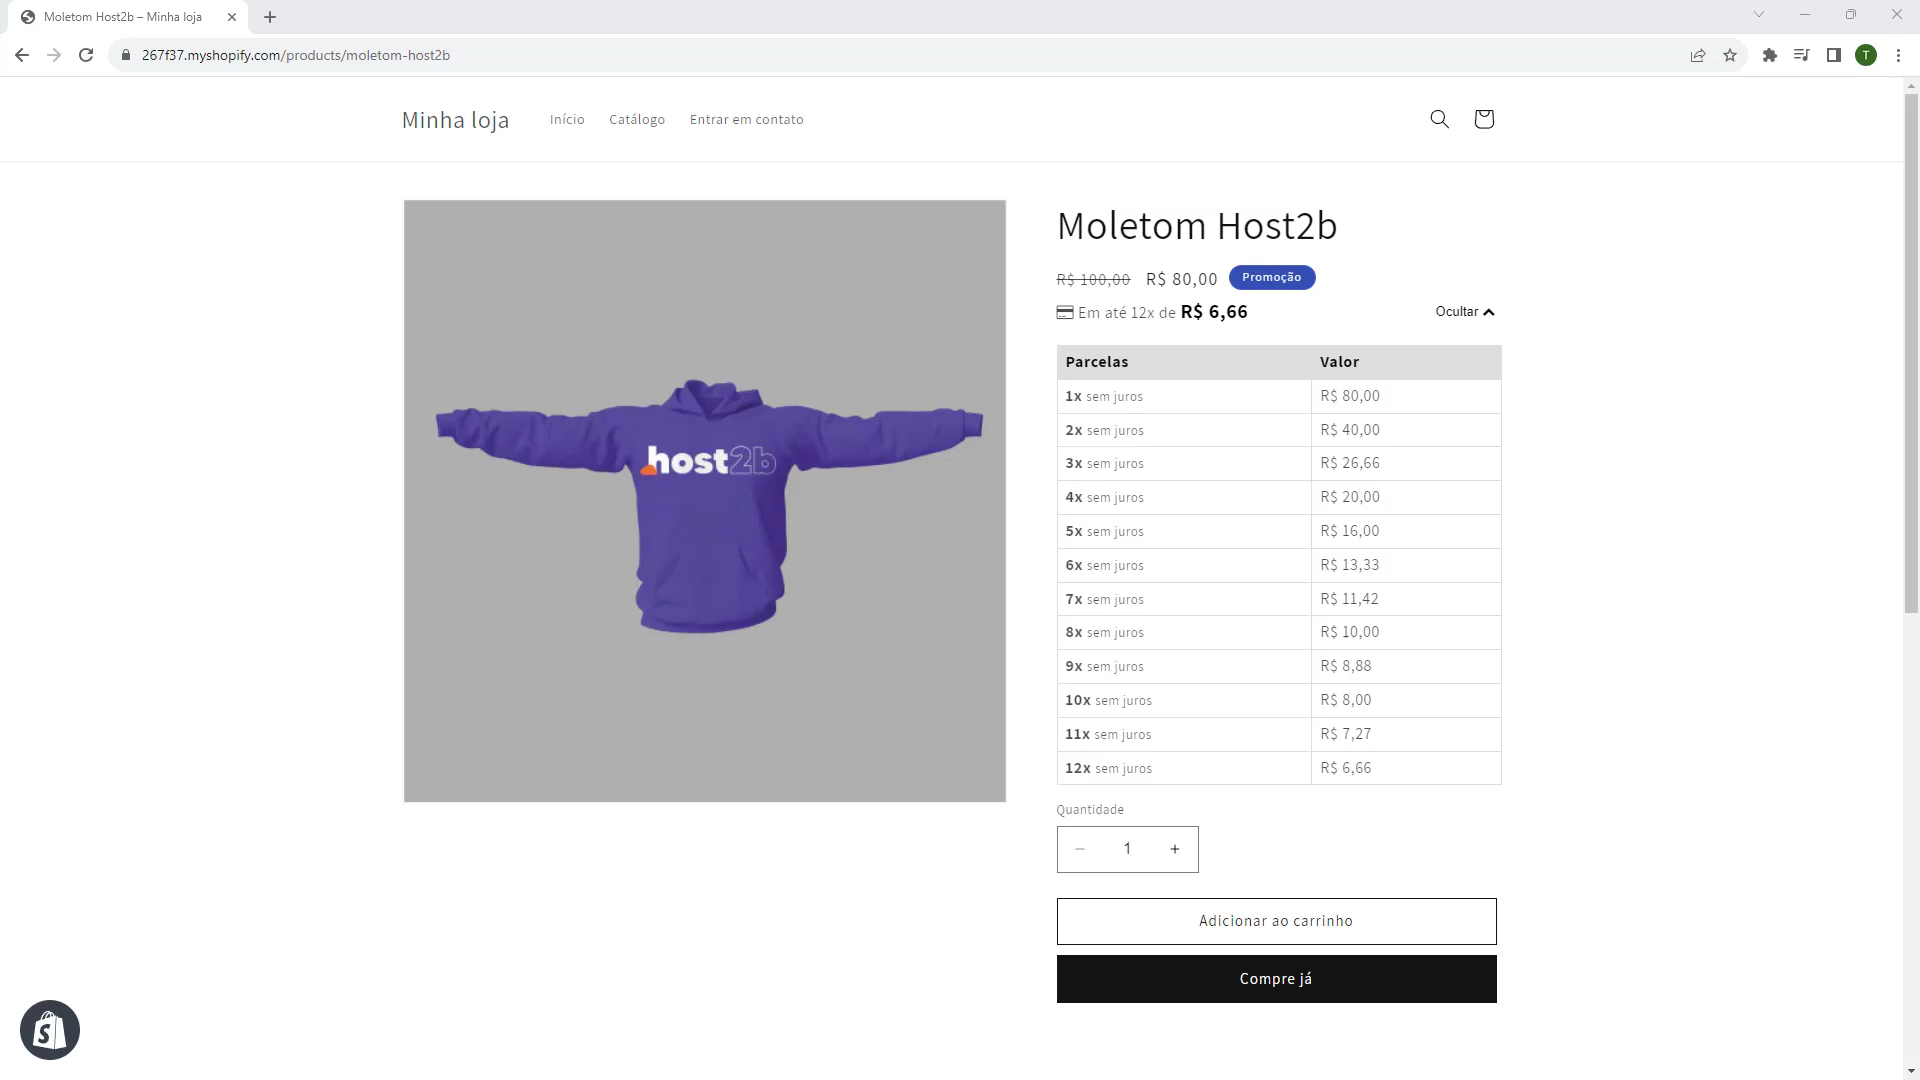 Moletom Host2b – Minha loja
267f37.myshopify.com/products/moletom-host2b
T
Minha loja
Início
Catálogo
Entrar em contato
host2b
Moletom Host2b
R$ 100,00 R$ 80,00 Promoção
Em até 12x de R$ 6,66 Ocultar
Parcelas Valor
1x sem juros R$ 80,00
2x sem juros R$ 40,00
3x sem juros R$ 26,66
4x sem juros R$ 20,00
5x sem juros R$ 16,00
6x sem juros R$ 13,33
7x sem juros R$ 11,42
8x sem juros R$ 10,00
9x sem juros R$ 8,88
10x sem juros R$ 8,00
11x sem juros R$ 7,27
12x sem juros R$ 6,66
Quantidade
− 1 +
Adicionar ao carrinho
Compre já
S